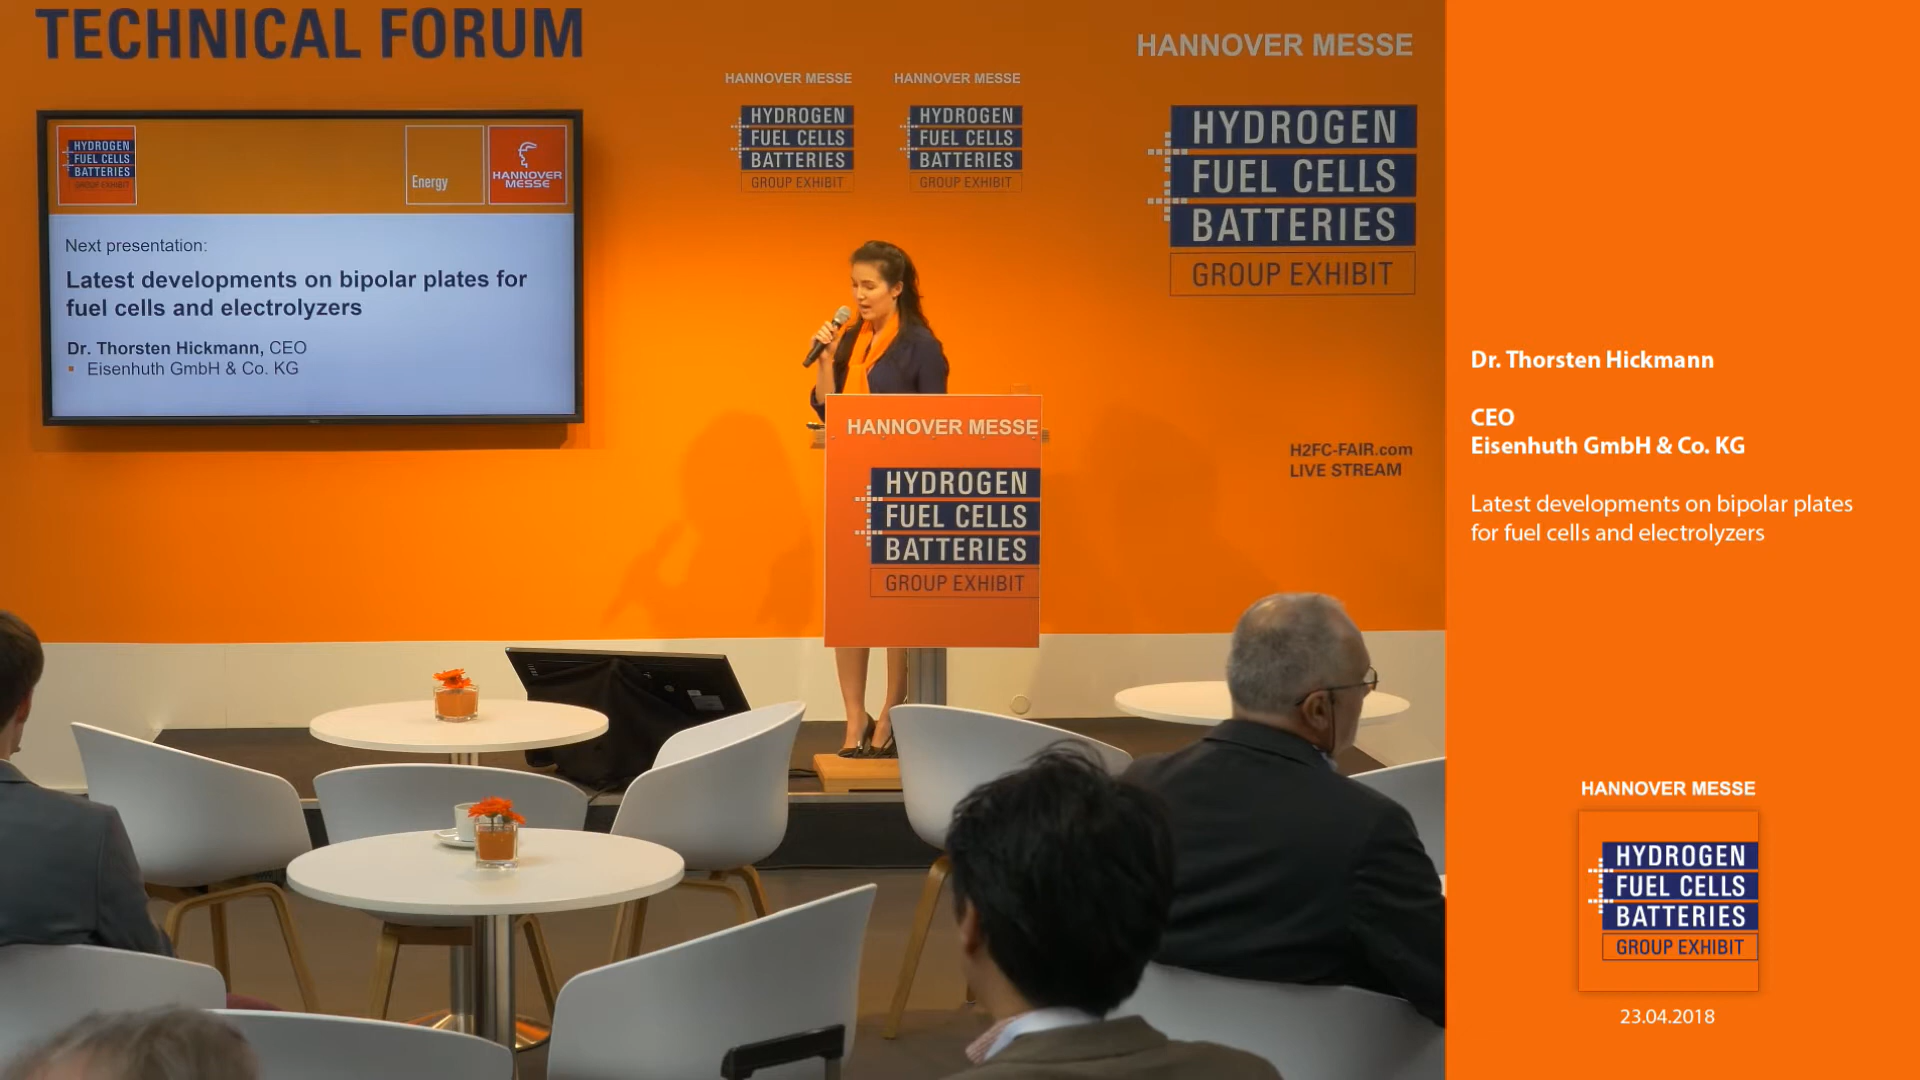 TECHNICAL FORUM
HYDROGEN
FUEL CELLS
BATTERIES
GROUP EXHIBIT
Energy
HANNOVER
MESSE
Next presentation:
Latest developments on bipolar plates for
fuel cells and electrolyzers
Dr. Thorsten Hickmann, CEO
Eisenhuth GmbH & Co. KG
HANNOVER MESSE
HYDROGEN
FUEL CELLS
BATTERIES
GROUP EXHIBIT
HANNOVER MESSE
HYDROGEN
FUEL CELLS
BATTERIES
GROUP EXHIBIT
HANNOVER MESSE
HYDROGEN
FUEL CELLS
BATTERIES
GROUP EXHIBIT
HANNOVER MESSE
HYDROGEN
FUEL CELLS
BATTERIES
GROUP EXHIBIT
H2FC-FAIR.com
LIVE STREAM
Dr. Thorsten Hickmann
CEO
Eisenhuth GmbH & Co. KG
Latest developments on bipolar plates
for fuel cells and electrolyzers
HANNOVER MESSE
HYDROGEN
FUEL CELLS
BATTERIES
GROUP EXHIBIT
23.04.2018